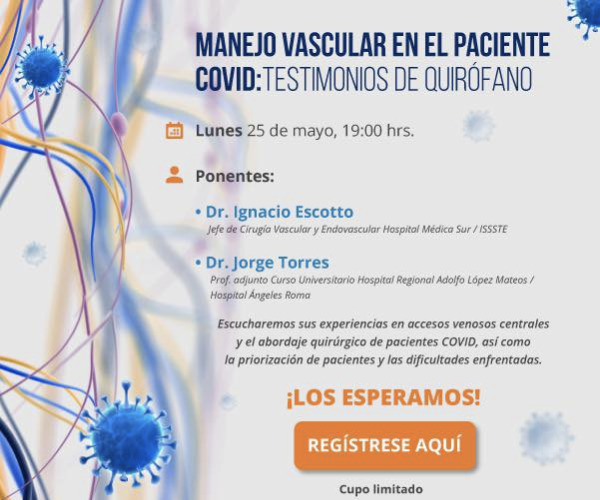 MANEJO VASCULAR EN EL PACIENTE
COVID:TESTIMONIOS DE QUIRÓFANO
Lunes 25 de mayo, 19:00 hrs.
Ponentes:
• Dr. Ignacio Escotto
Jefe de Cirugía Vascular y Endovascular Hospital Médica Sur / ISSSTE
• Dr. Jorge Torres
Prof. adjunto Curso Universitario Hospital Regional Adolfo López Mateos /
Hospital Ángeles Roma
Escucharemos sus experiencias en accesos venosos centrales
y el abordaje quirúrgico de pacientes COVID, así como
la priorización de pacientes y las dificultades enfrentadas.
¡LOS ESPERAMOS!
REGÍSTRESE AQUÍ
Cupo limitado